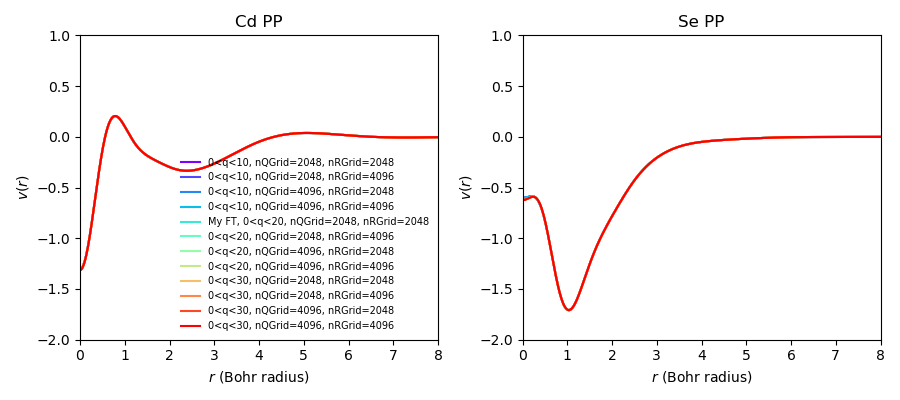 Cd PP
1.0
0.5
0.0
−0.5
−1.0
−1.5
−2.0
v(r)
0<q<10, nQGrid=2048, nRGrid=2048
0<q<10, nQGrid=2048, nRGrid=4096
0<q<10, nQGrid=4096, nRGrid=2048
0<q<10, nQGrid=4096, nRGrid=4096
My FT, 0<q<20, nQGrid=2048, nRGrid=2048
0<q<20, nQGrid=2048, nRGrid=4096
0<q<20, nQGrid=4096, nRGrid=2048
0<q<20, nQGrid=4096, nRGrid=4096
0<q<30, nQGrid=2048, nRGrid=2048
0<q<30, nQGrid=2048, nRGrid=4096
0<q<30, nQGrid=4096, nRGrid=2048
0<q<30, nQGrid=4096, nRGrid=4096
0 1 2 3 4 5 6 7 8
r (Bohr radius)
Se PP
1.0
0.5
0.0
−0.5
−1.0
−1.5
−2.0
v(r)
0 1 2 3 4 5 6 7 8
r (Bohr radius)